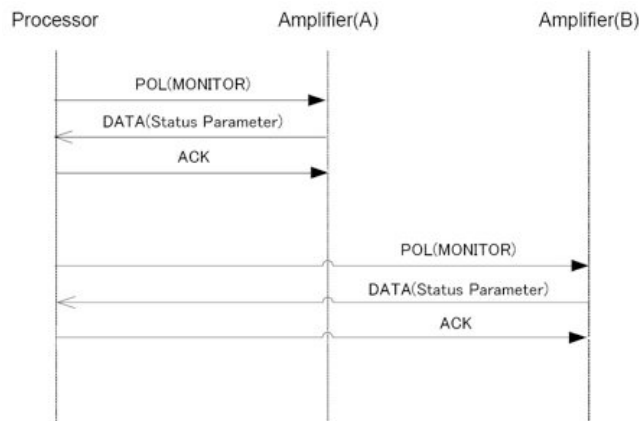 Processor Amplifier(A) Amplifier(B)
POL(MONITOR)
DATA(Status Parameter)
ACK
POL(MONITOR)
DATA(Status Parameter)
ACK